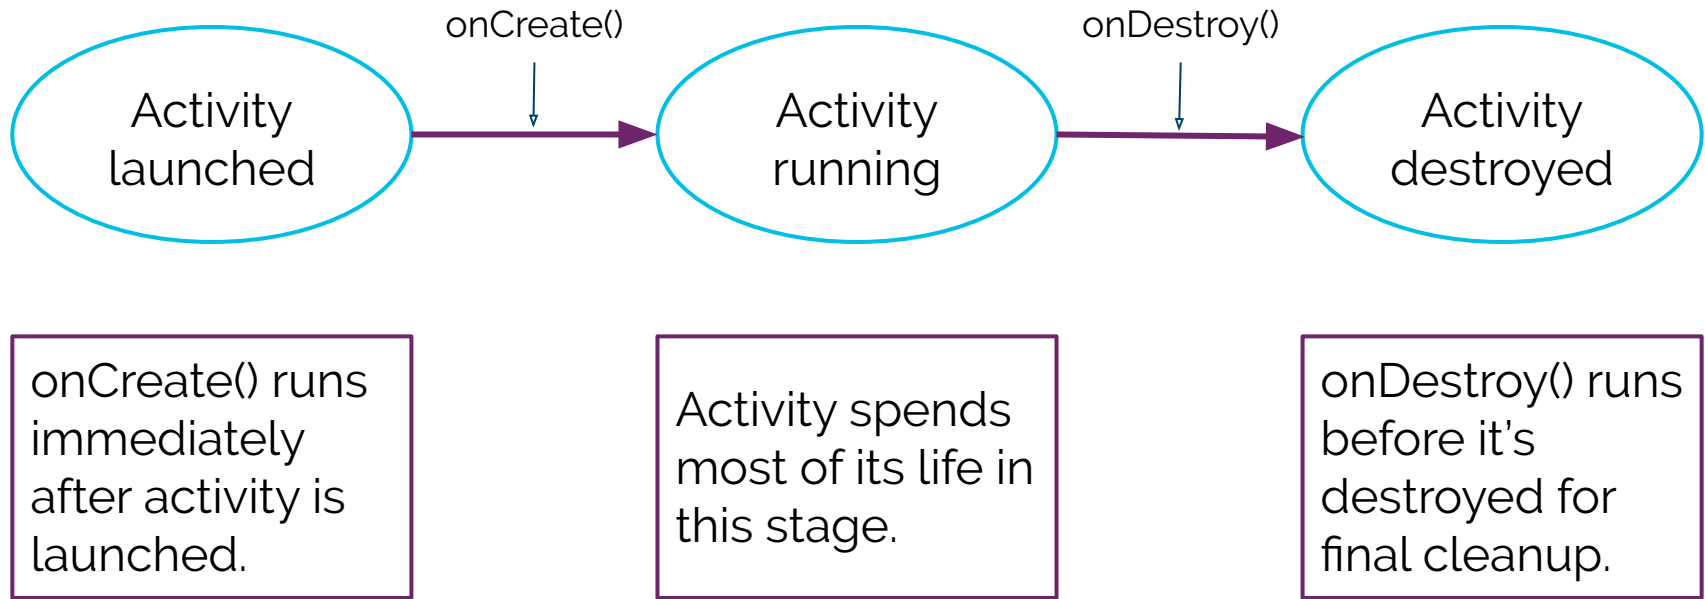 onCreate()
onDestroy()
Activity
launched
Activity
running
Activity
destroyed
onCreate() runs
immediately
after activity is
launched.
Activity spends
most of its life in
this stage.
onDestroy() runs
before it’s
destroyed for
final cleanup.